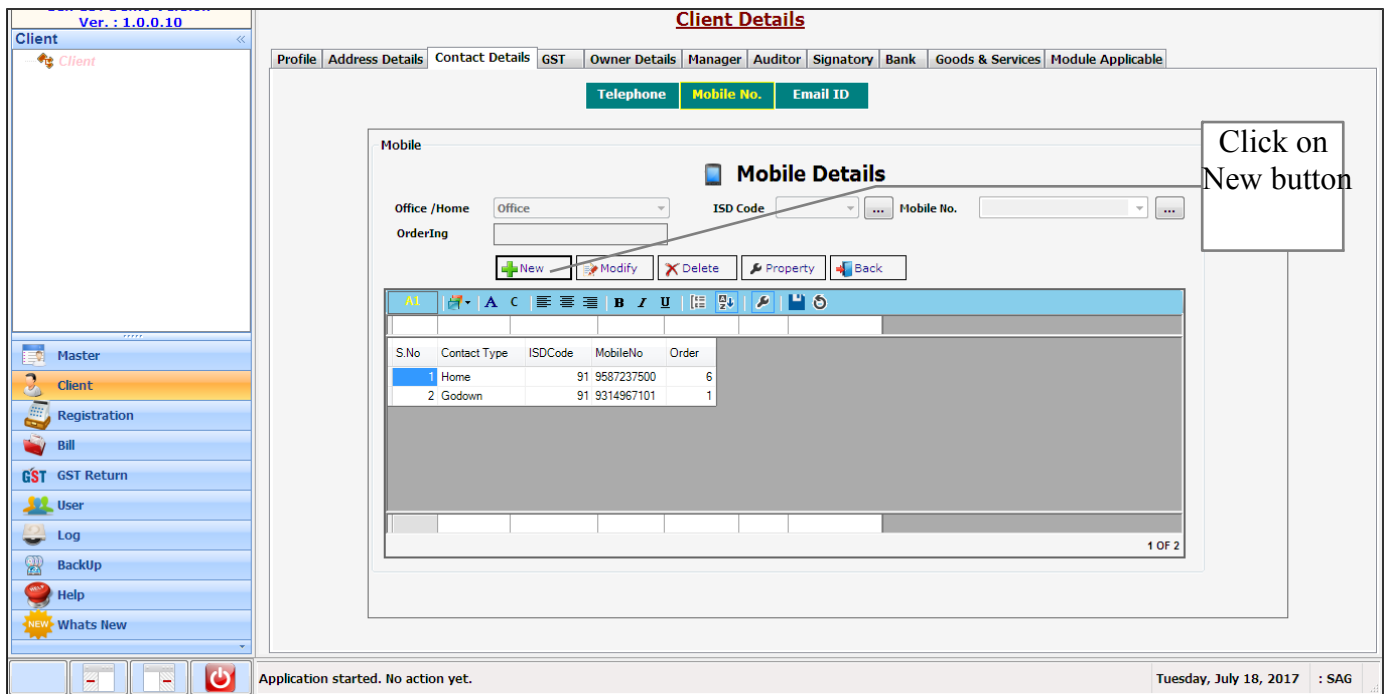 Ver. : 1.0.0.10
Client «
Client
Client Details
Profile Address Details Contact Details GST Owner Details Manager Auditor Signatory Bank Goods & Services Module Applicable
Telephone Mobile No. Email ID
Click on
New button
Mobile
Mobile Details
Office /Home Office ISD Code ... Mobile No. ...
OrderIng
New Modify Delete Property Back
A1 A C B I U
S.No Contact Type ISDCode MobileNo Order
1 Home 91 9587237500 6
2 Godown 91 9314967101 1
1 OF 2
Master
Client
Registration
Bill
GST GST Return
User
Log
BackUp
HELP Help
NEW Whats New
Application started. No action yet. Tuesday, July 18, 2017 : SAG